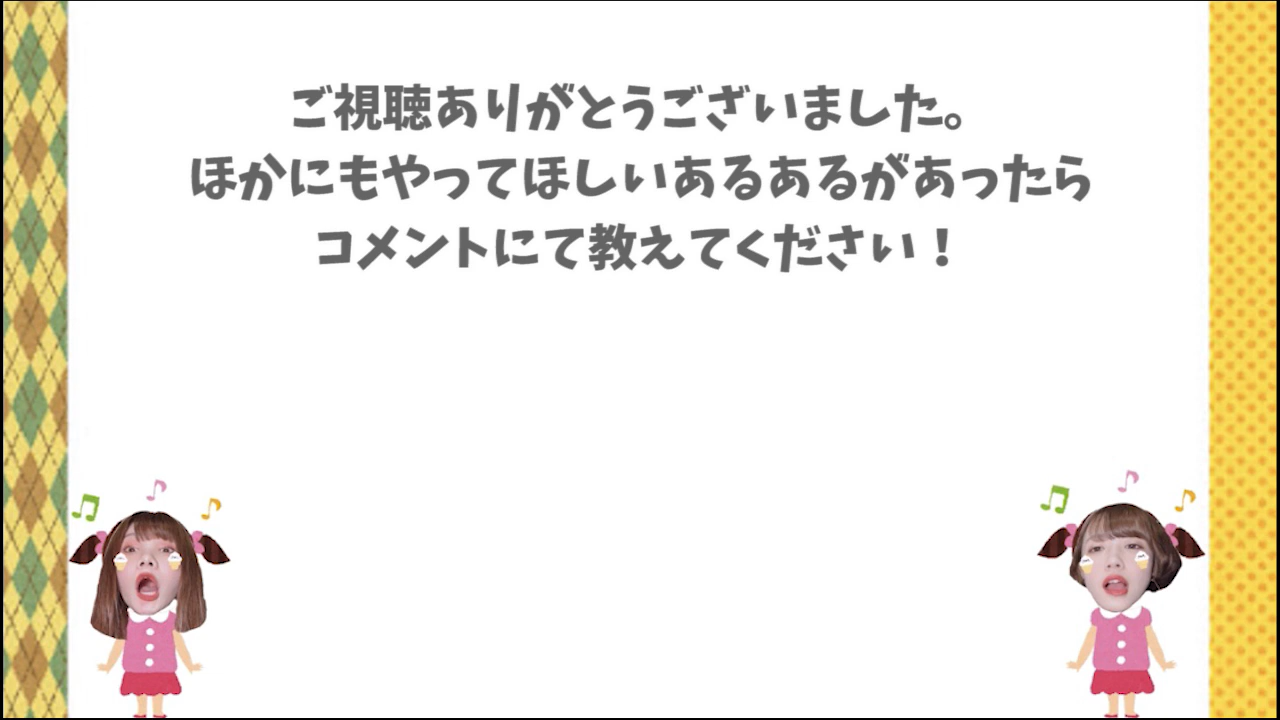 ご視聴ありがとうございました。
ほかにもやってほしいあるあるがあったら
コメントにて教えてください！